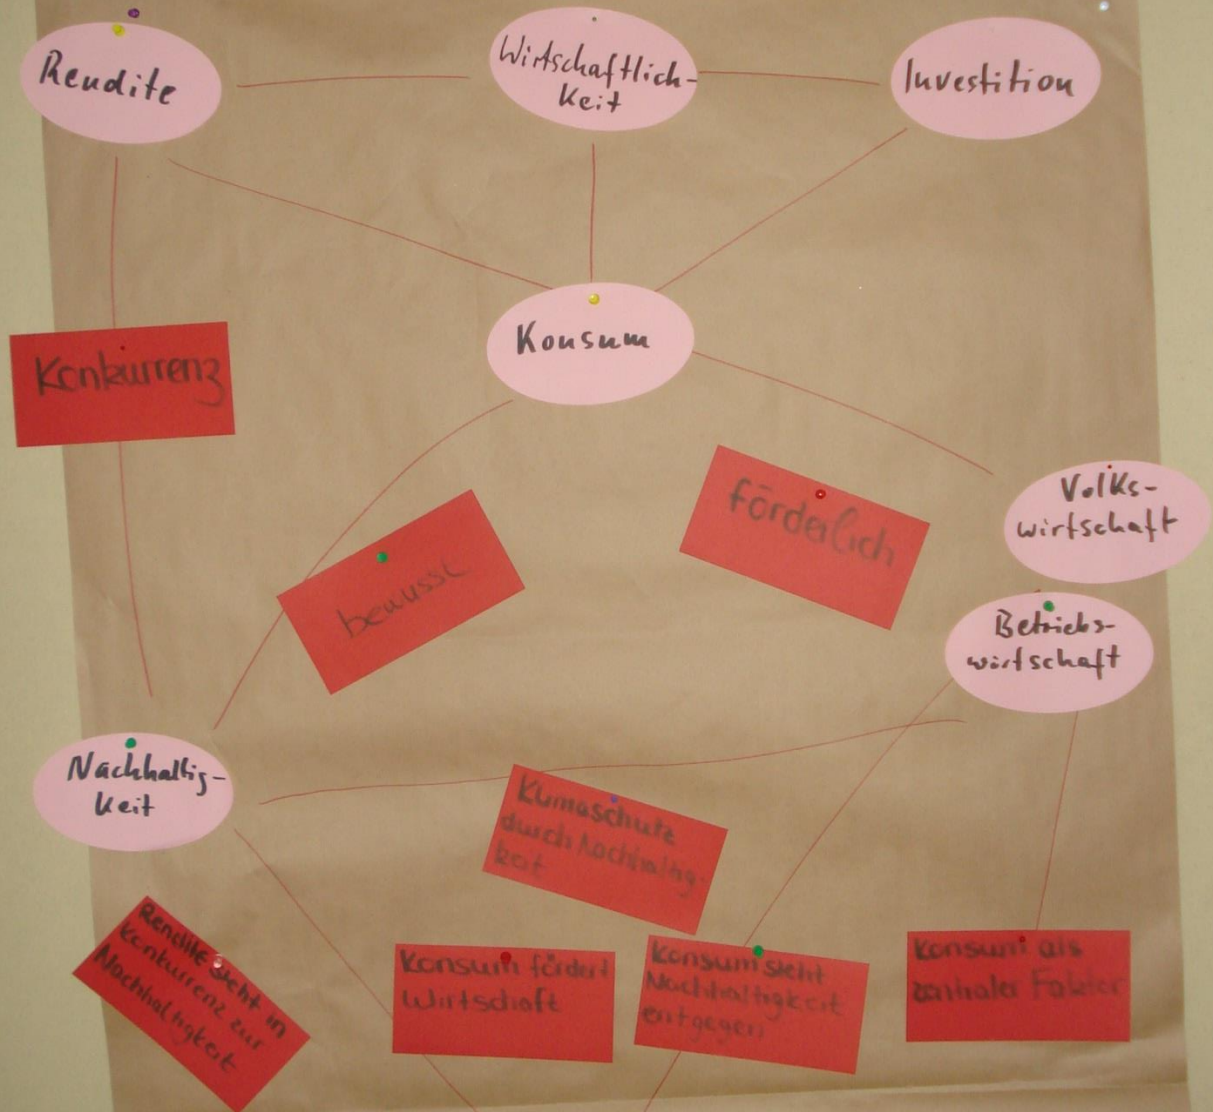 Rendite
Wirtschaftlich-
keit
Investition
Konsum
Konkurrenz
Volks-
wirtschaft
förderlich
bewusst
Betriebs-
wirtschaft
Nachhaltig-
keit
Klimaschutz
durch Nachhaltig-
keit
Rendite steht in
Konkurrenz zur
Nachhaltigkeit
Konsum fördert
Wirtschaft
Konsum steht
Nachhaltigkeit
entgegen
Konsum als
zentraler Faktor